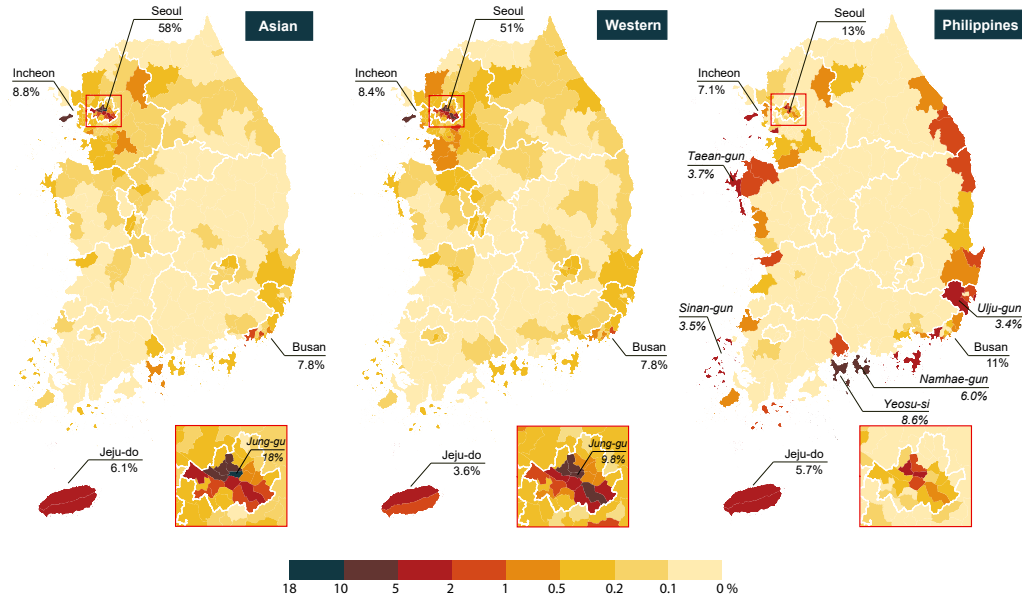 Seoul
58%
Asian
Incheon
8.8%
Busan
7.8%
Jeju-do
6.1%
Jung-gu
18%
Seoul
51%
Western
Incheon
8.4%
Busan
7.8%
Jeju-do
3.6%
Jung-gu
9.8%
Seoul
13%
Philippines
Incheon
7.1%
Taean-gun
3.7%
Sinan-gun
3.5%
Ulju-gun
3.4%
Busan
11%
Namhae-gun
6.0%
Yeosu-si
8.6%
Jeju-do
5.7%
18 10 5 2 1 0.5 0.2 0.1 0 %